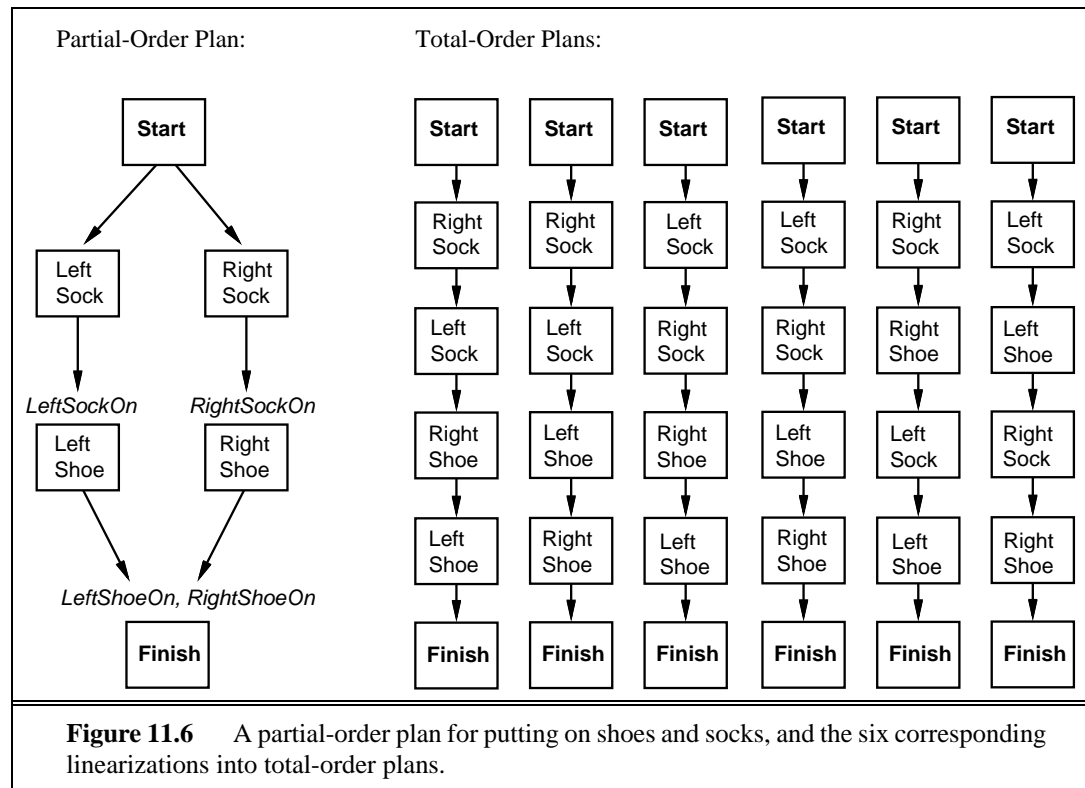 Partial-Order Plan:
Total-Order Plans:
Start
Left
Sock
Right
Sock
LeftSockOn
RightSockOn
Left
Shoe
Right
Shoe
LeftShoeOn, RightShoeOn
Finish
Start
Right
Sock
Left
Sock
Right
Shoe
Left
Shoe
Finish
Start
Right
Sock
Left
Sock
Left
Shoe
Right
Shoe
Finish
Start
Left
Sock
Right
Sock
Right
Shoe
Left
Shoe
Finish
Start
Left
Sock
Right
Sock
Left
Shoe
Right
Shoe
Finish
Start
Right
Sock
Right
Shoe
Left
Sock
Left
Shoe
Finish
Start
Left
Sock
Left
Shoe
Right
Sock
Right
Shoe
Finish
Figure 11.6 A partial-order plan for putting on shoes and socks, and the six corresponding
linearizations into total-order plans.